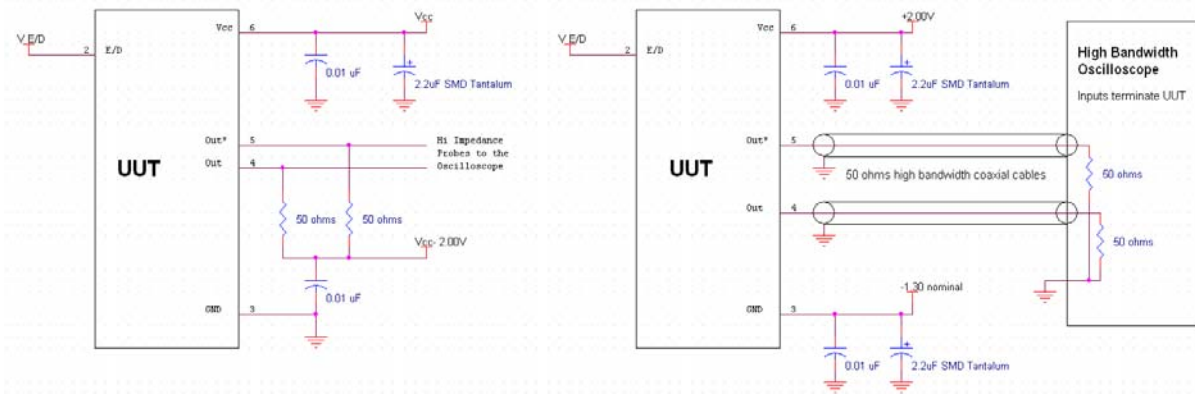 Vcc
6
Vcc
V_E/D
2
E/D
0.01 uF
2.2uF SMD Tantalum
Out*
5
Hi Impedance
Probes to the
Oscilloscope
Out
4
UUT
50 ohms
50 ohms
Vcc- 2.00V
0.01 uF
GND
3
Vcc
6
+2.00V
V_E/D
2
E/D
0.01 uF
2.2uF SMD Tantalum
High Bandwidth
Oscilloscope
Inputs terminate UUT
Out*
5
UUT
50 ohms high bandwidth coaxial cables
50 ohms
Out
4
50 ohms
-1.30 nominal
GND
3
0.01 uF
2.2uF SMD Tantalum